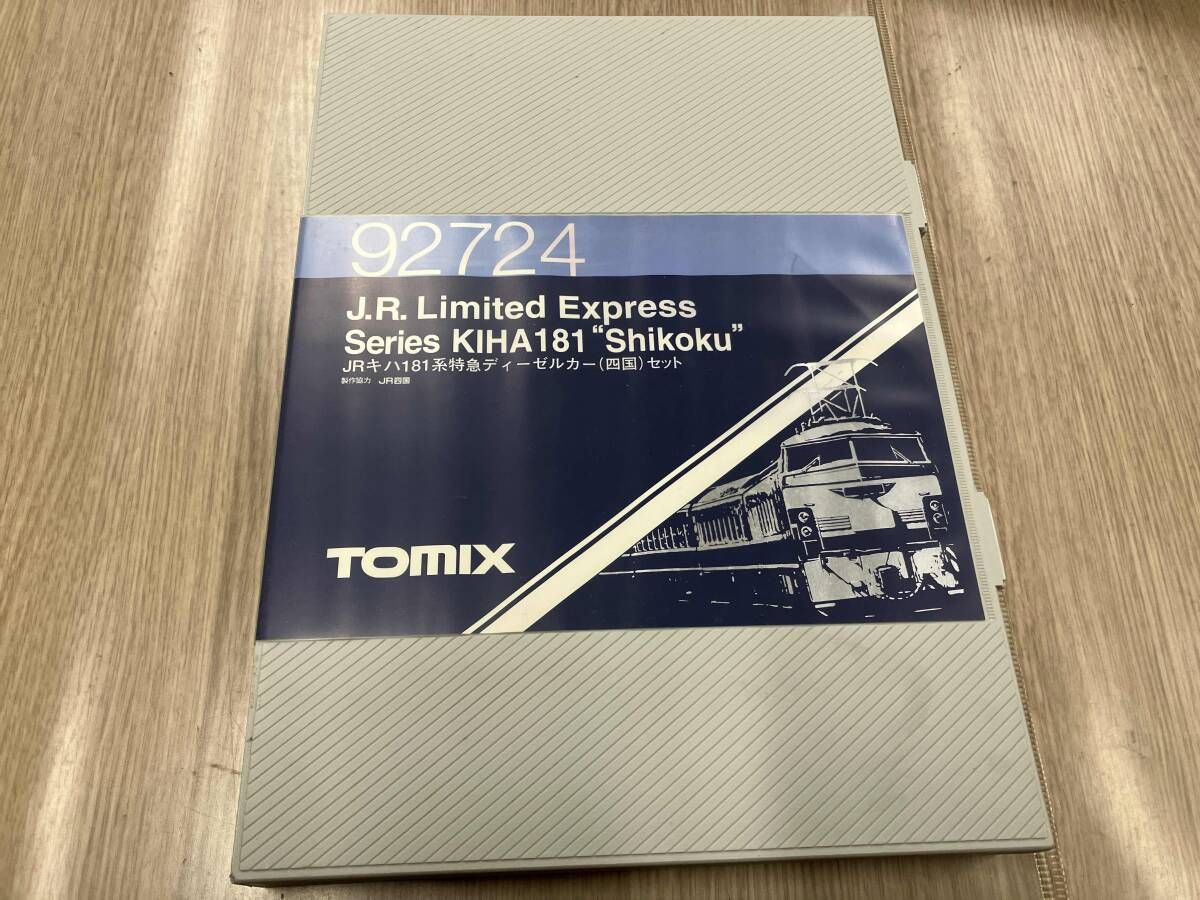 92724
J.R. Limited Express
Series KIHA181 “Shikoku”
JRキハ181系特急ディーゼルカー(四国)セット
製作協力 JR四国
TOMIX